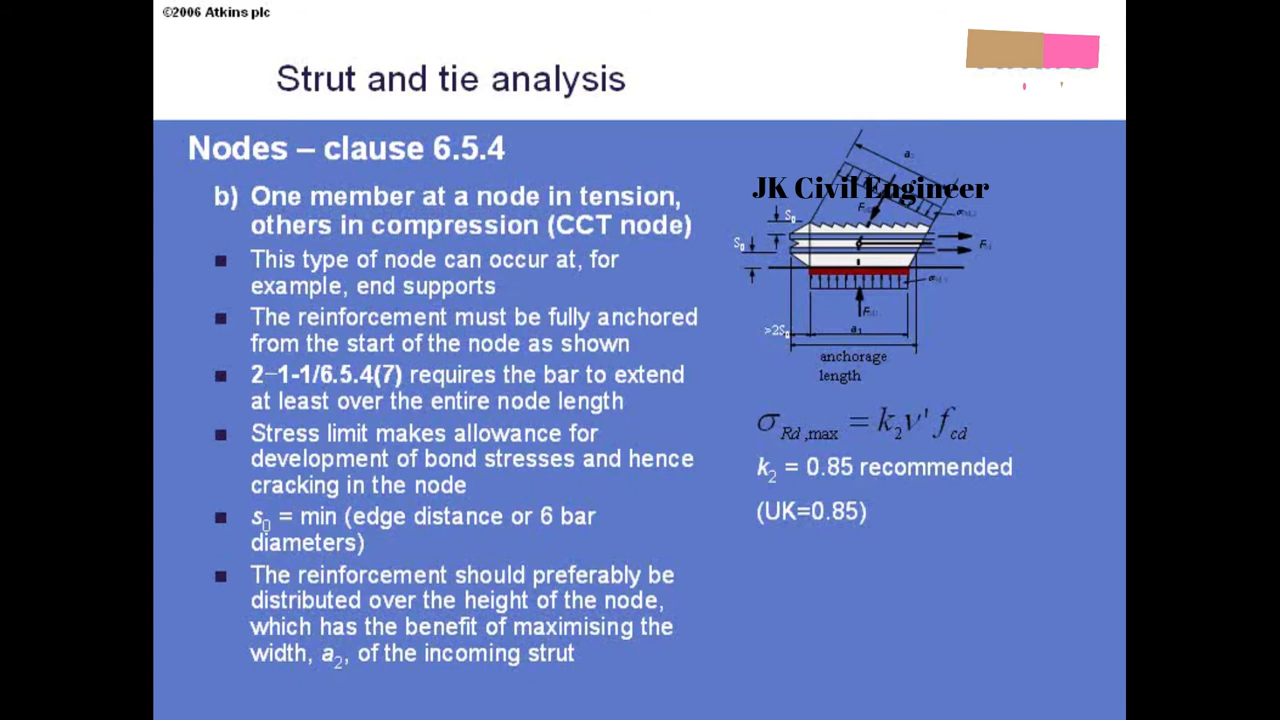 ©2006 Atkins plc
Strut and tie analysis
Nodes – clause 6.5.4
b) One member at a node in tension,
others in compression (CCT node)
This type of node can occur at, for
example, end supports
The reinforcement must be fully anchored
from the start of the node as shown
2–1-1/6.5.4(7) requires the bar to extend
at least over the entire node length
Stress limit makes allowance for
development of bond stresses and hence
cracking in the node
s₀ = min (edge distance or 6 bar
diameters)
The reinforcement should preferably be
distributed over the height of the node,
which has the benefit of maximising the
width, a₂, of the incoming strut
JK Civil Engineer
S₀
S₀
>2S₀
a₁
anchorage
length
σRd,max = k₂ν' fcd
k₂ = 0.85 recommended
(UK=0.85)